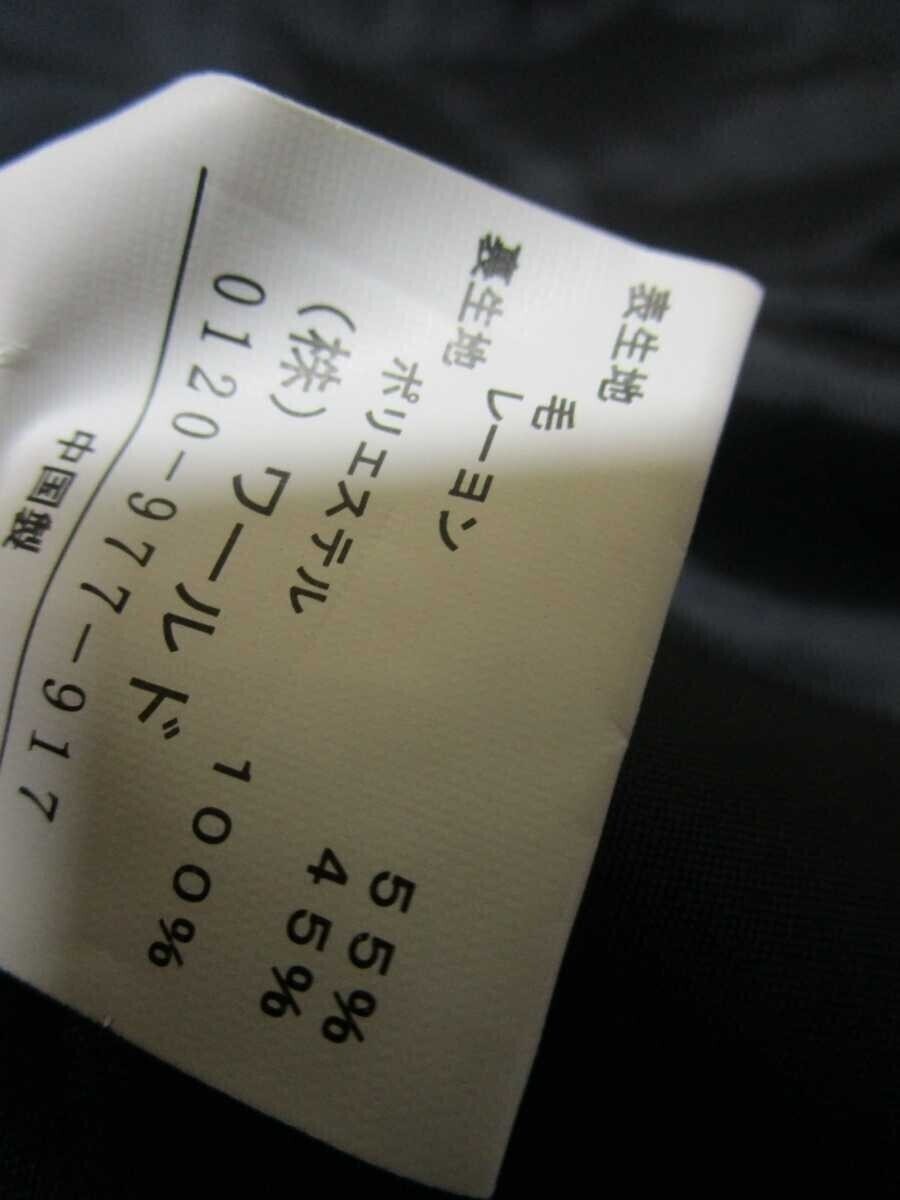 表生地
毛 55%
レーヨン 45%
裏生地
ポリエステル 100%
(株)ワールド
0120-977-917
中国製